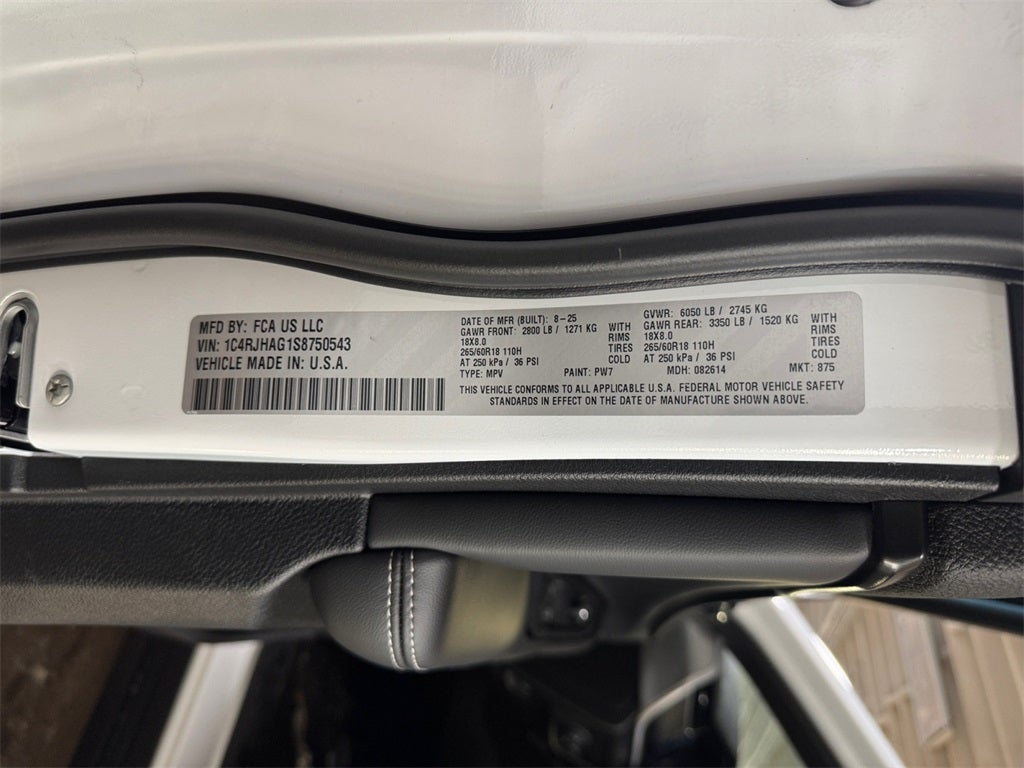 MFD BY: FCA US LLC
VIN: 1C4RJHAG1S8750543
VEHICLE MADE IN: U.S.A.
DATE OF MFR (BUILT): 8-25
GAWR FRONT: 2800 LB / 1271 KG WITH
18X8.0 RIMS
265/60R18 110H TIRES
AT 250 kPa / 36 PSI COLD
TYPE: MPV PAINT: PW7
GVWR: 6050 LB / 2745 KG
GAWR REAR: 3350 LB / 1520 KG WITH
18X8.0 RIMS
265/60R18 110H TIRES
AT 250 kPa / 36 PSI COLD
MDH: 082614 MKT: 875
THIS VEHICLE CONFORMS TO ALL APPLICABLE U.S.A. FEDERAL MOTOR VEHICLE SAFETY
STANDARDS IN EFFECT ON THE DATE OF MANUFACTURE SHOWN ABOVE.